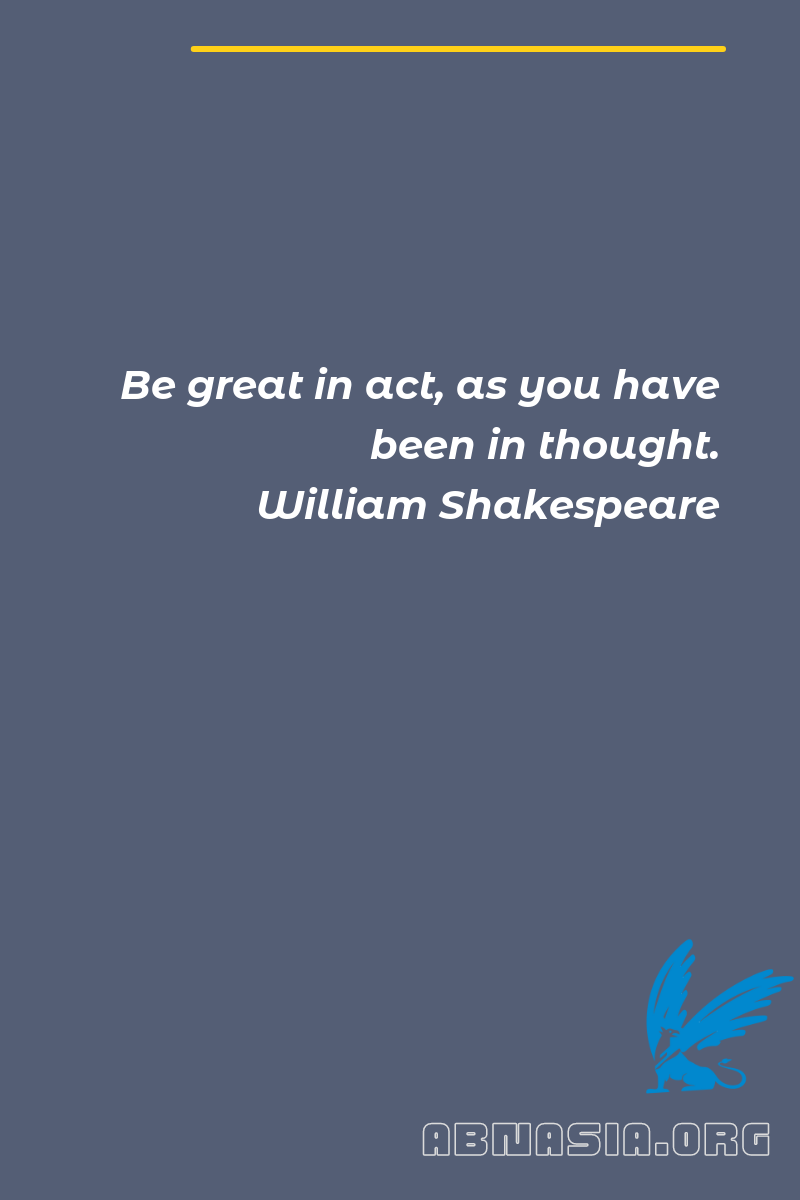 Be great in act, as you have
been in thought.
William Shakespeare
ABNASIA.ORG